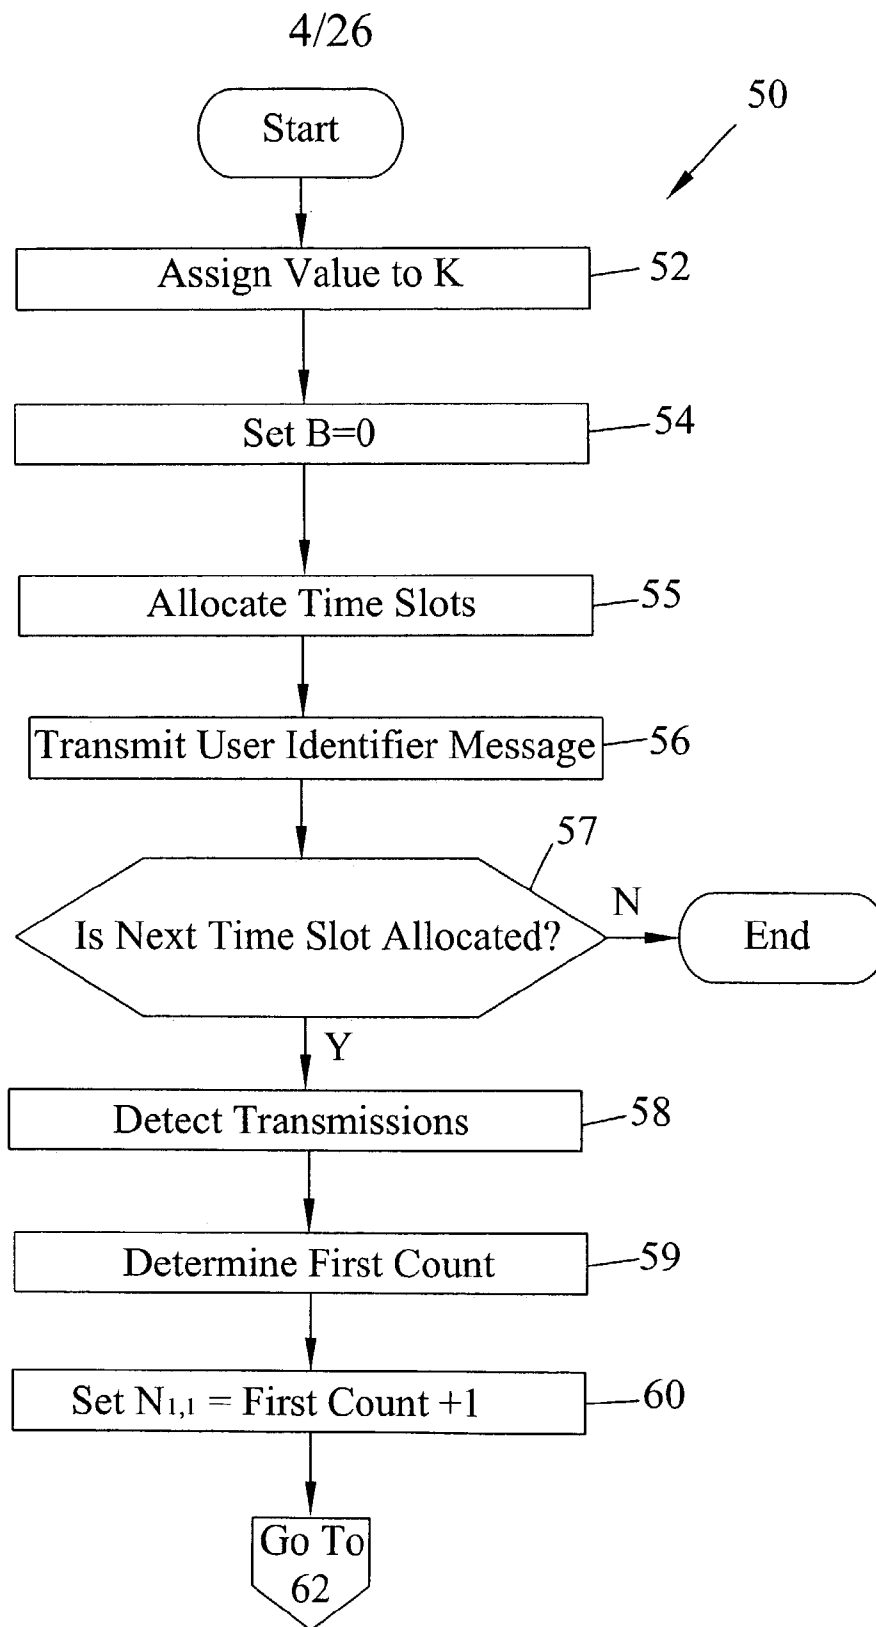 4/26
50
Start
Assign Value to K
52
Set B=0
54
Allocate Time Slots
55
Transmit User Identifier Message
56
57
Is Next Time Slot Allocated?
N
End
Y
Detect Transmissions
58
Determine First Count
59
Set N1,1 = First Count +1
60
Go To
62